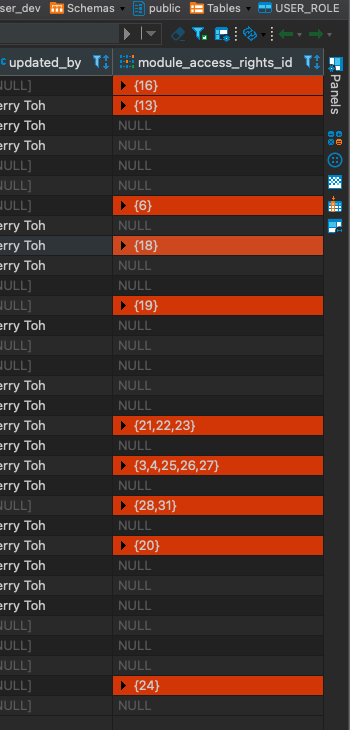 ser_dev Schemas public Tables USER_ROLE
updated_by module_access_rights_id
NULL] {16}
erry Toh {13}
erry Toh NULL
erry Toh NULL
NULL] NULL
NULL] NULL
NULL] {6}
erry Toh NULL
erry Toh {18}
erry Toh NULL
NULL] NULL
NULL] {19}
erry Toh NULL
NULL] NULL
NULL] NULL
erry Toh NULL
erry Toh NULL
erry Toh {21,22,23}
erry Toh NULL
erry Toh {3,4,25,26,27}
erry Toh NULL
NULL] {28,31}
erry Toh NULL
erry Toh {20}
erry Toh NULL
erry Toh NULL
erry Toh NULL
NULL] NULL
NULL] NULL
NULL] NULL
NULL] {24}
NULL] NULL
Panels